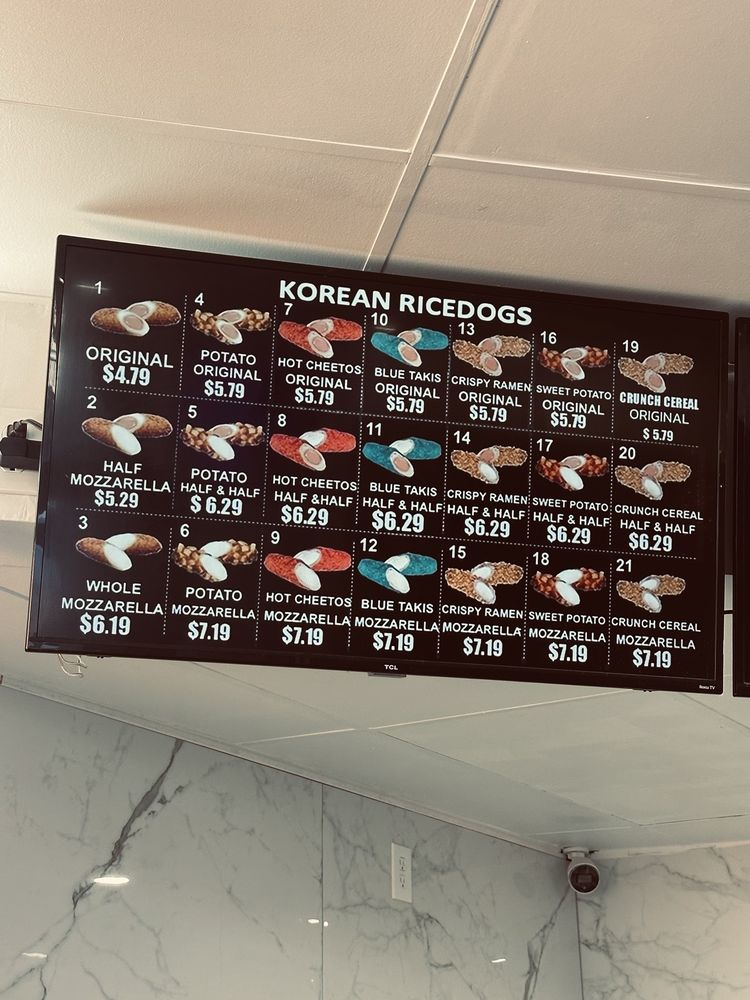 KOREAN RICEDOGS
1
ORIGINAL
$4.79
4
POTATO
ORIGINAL
$5.79
7
HOT CHEETOS
ORIGINAL
$5.79
10
BLUE TAKIS
ORIGINAL
$5.79
13
CRISPY RAMEN
ORIGINAL
$5.79
16
SWEET POTATO
ORIGINAL
$5.79
19
CRUNCH CEREAL
ORIGINAL
$ 5.79
2
HALF
MOZZARELLA
$5.29
5
POTATO
HALF & HALF
$ 6.29
8
HOT CHEETOS
HALF &HALF
$6.29
11
BLUE TAKIS
HALF & HALF
$6.29
14
CRISPY RAMEN
HALF & HALF
$6.29
17
SWEET POTATO
HALF & HALF
$6.29
20
CRUNCH CEREAL
HALF & HALF
$6.29
3
WHOLE
MOZZARELLA
$6.19
6
POTATO
MOZZARELLA
$7.19
9
HOT CHEETOS
MOZZARELLA
$7.19
12
BLUE TAKIS
MOZZARELLA
$7.19
15
CRISPY RAMEN
MOZZARELLA
$7.19
18
SWEET POTATO
MOZZARELLA
$7.19
21
CRUNCH CEREAL
MOZZARELLA
$7.19
TCL
Roku TV